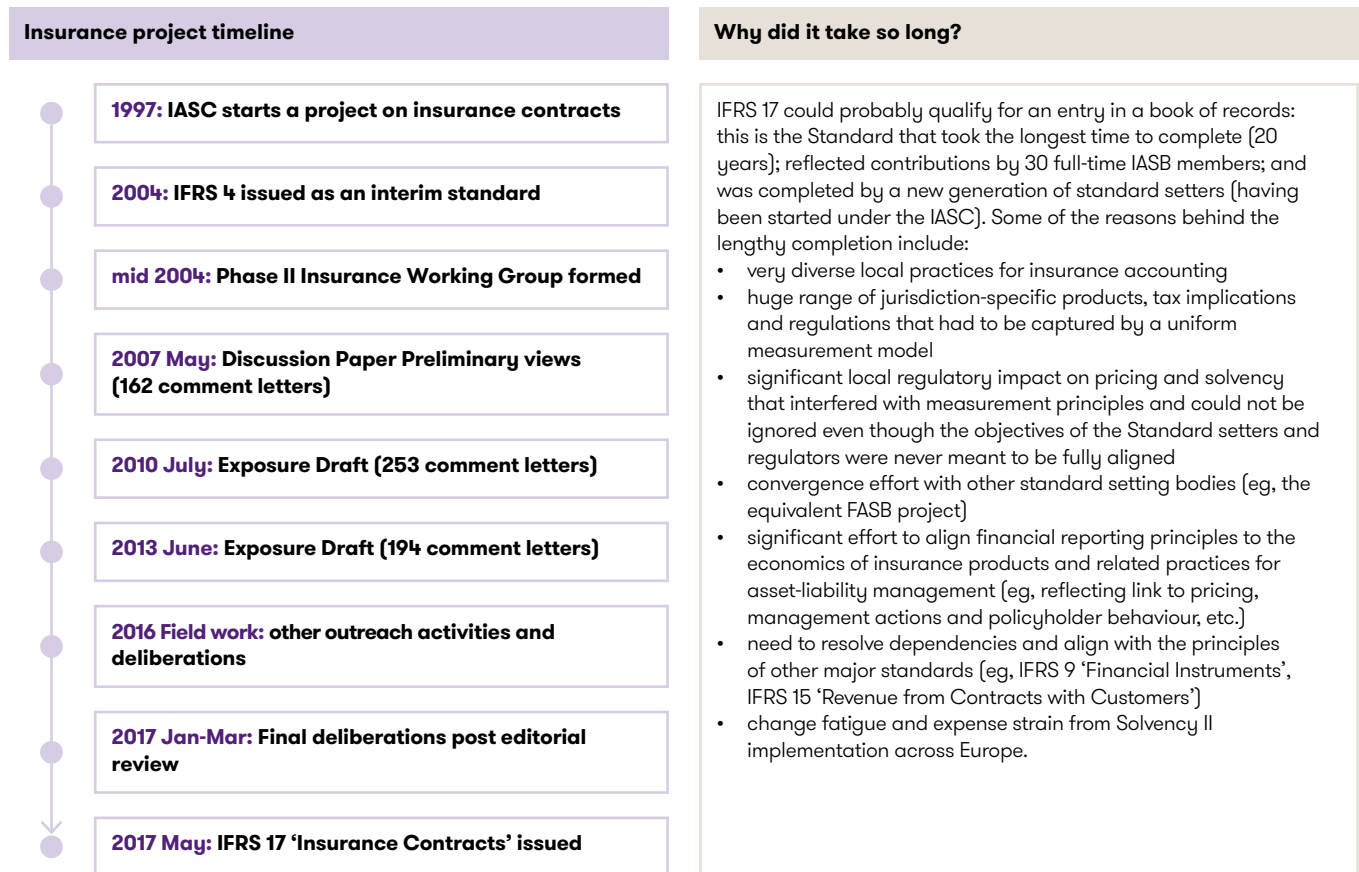 Insurance project timeline
1997: IASC starts a project on insurance contracts
2004: IFRS 4 issued as an interim standard
mid 2004: Phase II Insurance Working Group formed
2007 May: Discussion Paper Preliminary views
(162 comment letters)
2010 July: Exposure Draft (253 comment letters)
2013 June: Exposure Draft (194 comment letters)
2016 Field work: other outreach activities and
deliberations
2017 Jan-Mar: Final deliberations post editorial
review
2017 May: IFRS 17 ‘Insurance Contracts’ issued
Why did it take so long?
IFRS 17 could probably qualify for an entry in a book of records:
this is the Standard that took the longest time to complete (20
years); reflected contributions by 30 full-time IASB members; and
was completed by a new generation of standard setters (having
been started under the IASC). Some of the reasons behind the
lengthy completion include:
• very diverse local practices for insurance accounting
• huge range of jurisdiction-specific products, tax implications
and regulations that had to be captured by a uniform
measurement model
• significant local regulatory impact on pricing and solvency
that interfered with measurement principles and could not be
ignored even though the objectives of the Standard setters and
regulators were never meant to be fully aligned
• convergence effort with other standard setting bodies (eg, the
equivalent FASB project)
• significant effort to align financial reporting principles to the
economics of insurance products and related practices for
asset-liability management (eg, reflecting link to pricing,
management actions and policyholder behaviour, etc.)
• need to resolve dependencies and align with the principles
of other major standards (eg, IFRS 9 ‘Financial Instruments’,
IFRS 15 ‘Revenue from Contracts with Customers’)
• change fatigue and expense strain from Solvency II
implementation across Europe.